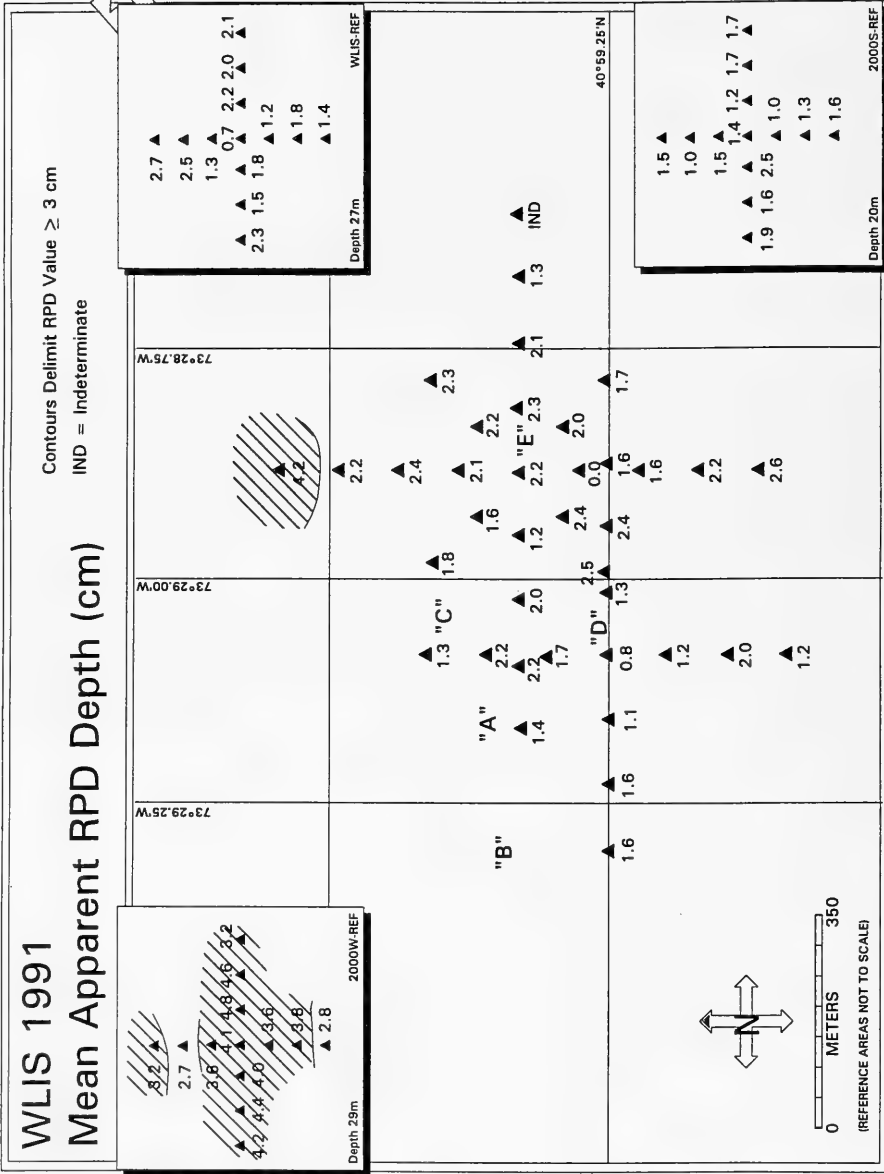 WLIS 1991
Mean Apparent RPD Depth (cm)
Contours Delimit RPD Value ≥ 3 cm
IND = Indeterminate
3.2
2.7
3.6
4.2 4.4 4.0 4.1 4.8 4.6 3.2
3.6
3.8
2.8
Depth 29m
2000W-REF
2.7
2.5
1.3
2.3 1.5 1.8 0.7 2.2 2.0 2.1
1.2
1.8
1.4
Depth 27m
WLIS-REF
73°29.25'W
73°29.00'W
73°28.75'W
4.2
2.2
2.4
2.1
1.8
2.3
1.3
"C"
1.6
2.2
2.2
"A"
"B"
"E"
1.4
2.2
2.0
1.2
2.2
2.3
2.1
1.3
IND
1.7
2.4
0.0
2.0
"D"
40°59.25'N
1.6
1.6
1.1
0.8
1.3
2.5
2.4
1.6
1.7
1.2
1.6
2.0
2.2
1.2
2.6
N
0
METERS
350
(REFERENCE AREAS NOT TO SCALE)
1.5
1.0
1.5
1.9 1.6 2.5 1.4 1.2 1.7 1.7
1.0
1.3
1.6
Depth 20m
2000S-REF